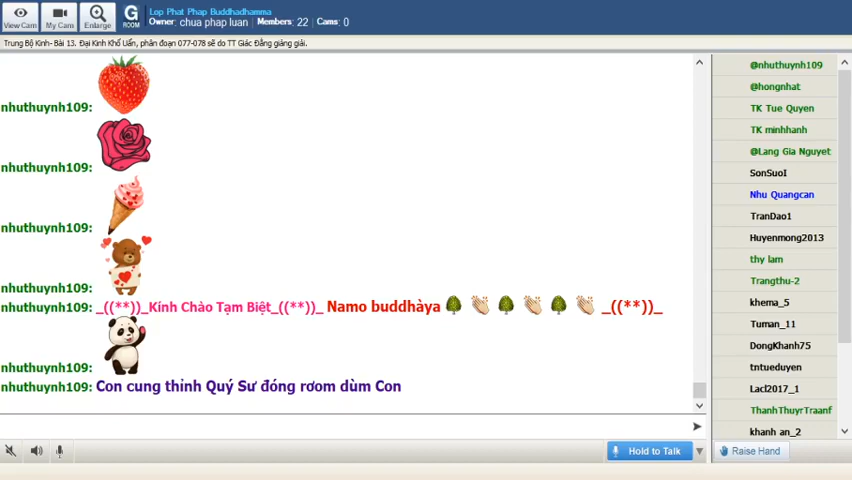 Lop Phat Phap Buddhadhamma
Owner: chua phap luan Members: 22 Cams: 0
View Cam My Cam Enlarge G ROOM
Trung Bộ Kinh- Bài 13. Đại Kinh Khổ Uẩn, phân đoạn 077-078 sẽ do TT Giác Đẳng giảng giải.
nhuthuynh109:
nhuthuynh109:
nhuthuynh109:
nhuthuynh109:
nhuthuynh109: _((**))_Kính Chào Tạm Biệt_((**))_ Namo buddhàya 🌳 👏 🌳 👏 🌳 👏 _((**))_
nhuthuynh109:
nhuthuynh109: Con cung thỉnh Quý Sư đóng rơom dùm Con
@nhuthuynh109
@hongnhat
TK Tue Quyen
TK minhhanh
@Lang Gia Nguyet
SonSuoI
Nhu Quangcan
TranDao1
Huyenmong2013
thy lam
Trangthu-2
khema_5
Tuman_11
DongKhanh75
tntueduyen
Lacl2017_1
ThanhThuyrTraanf
khanh an_2
Hold to Talk
Raise Hand